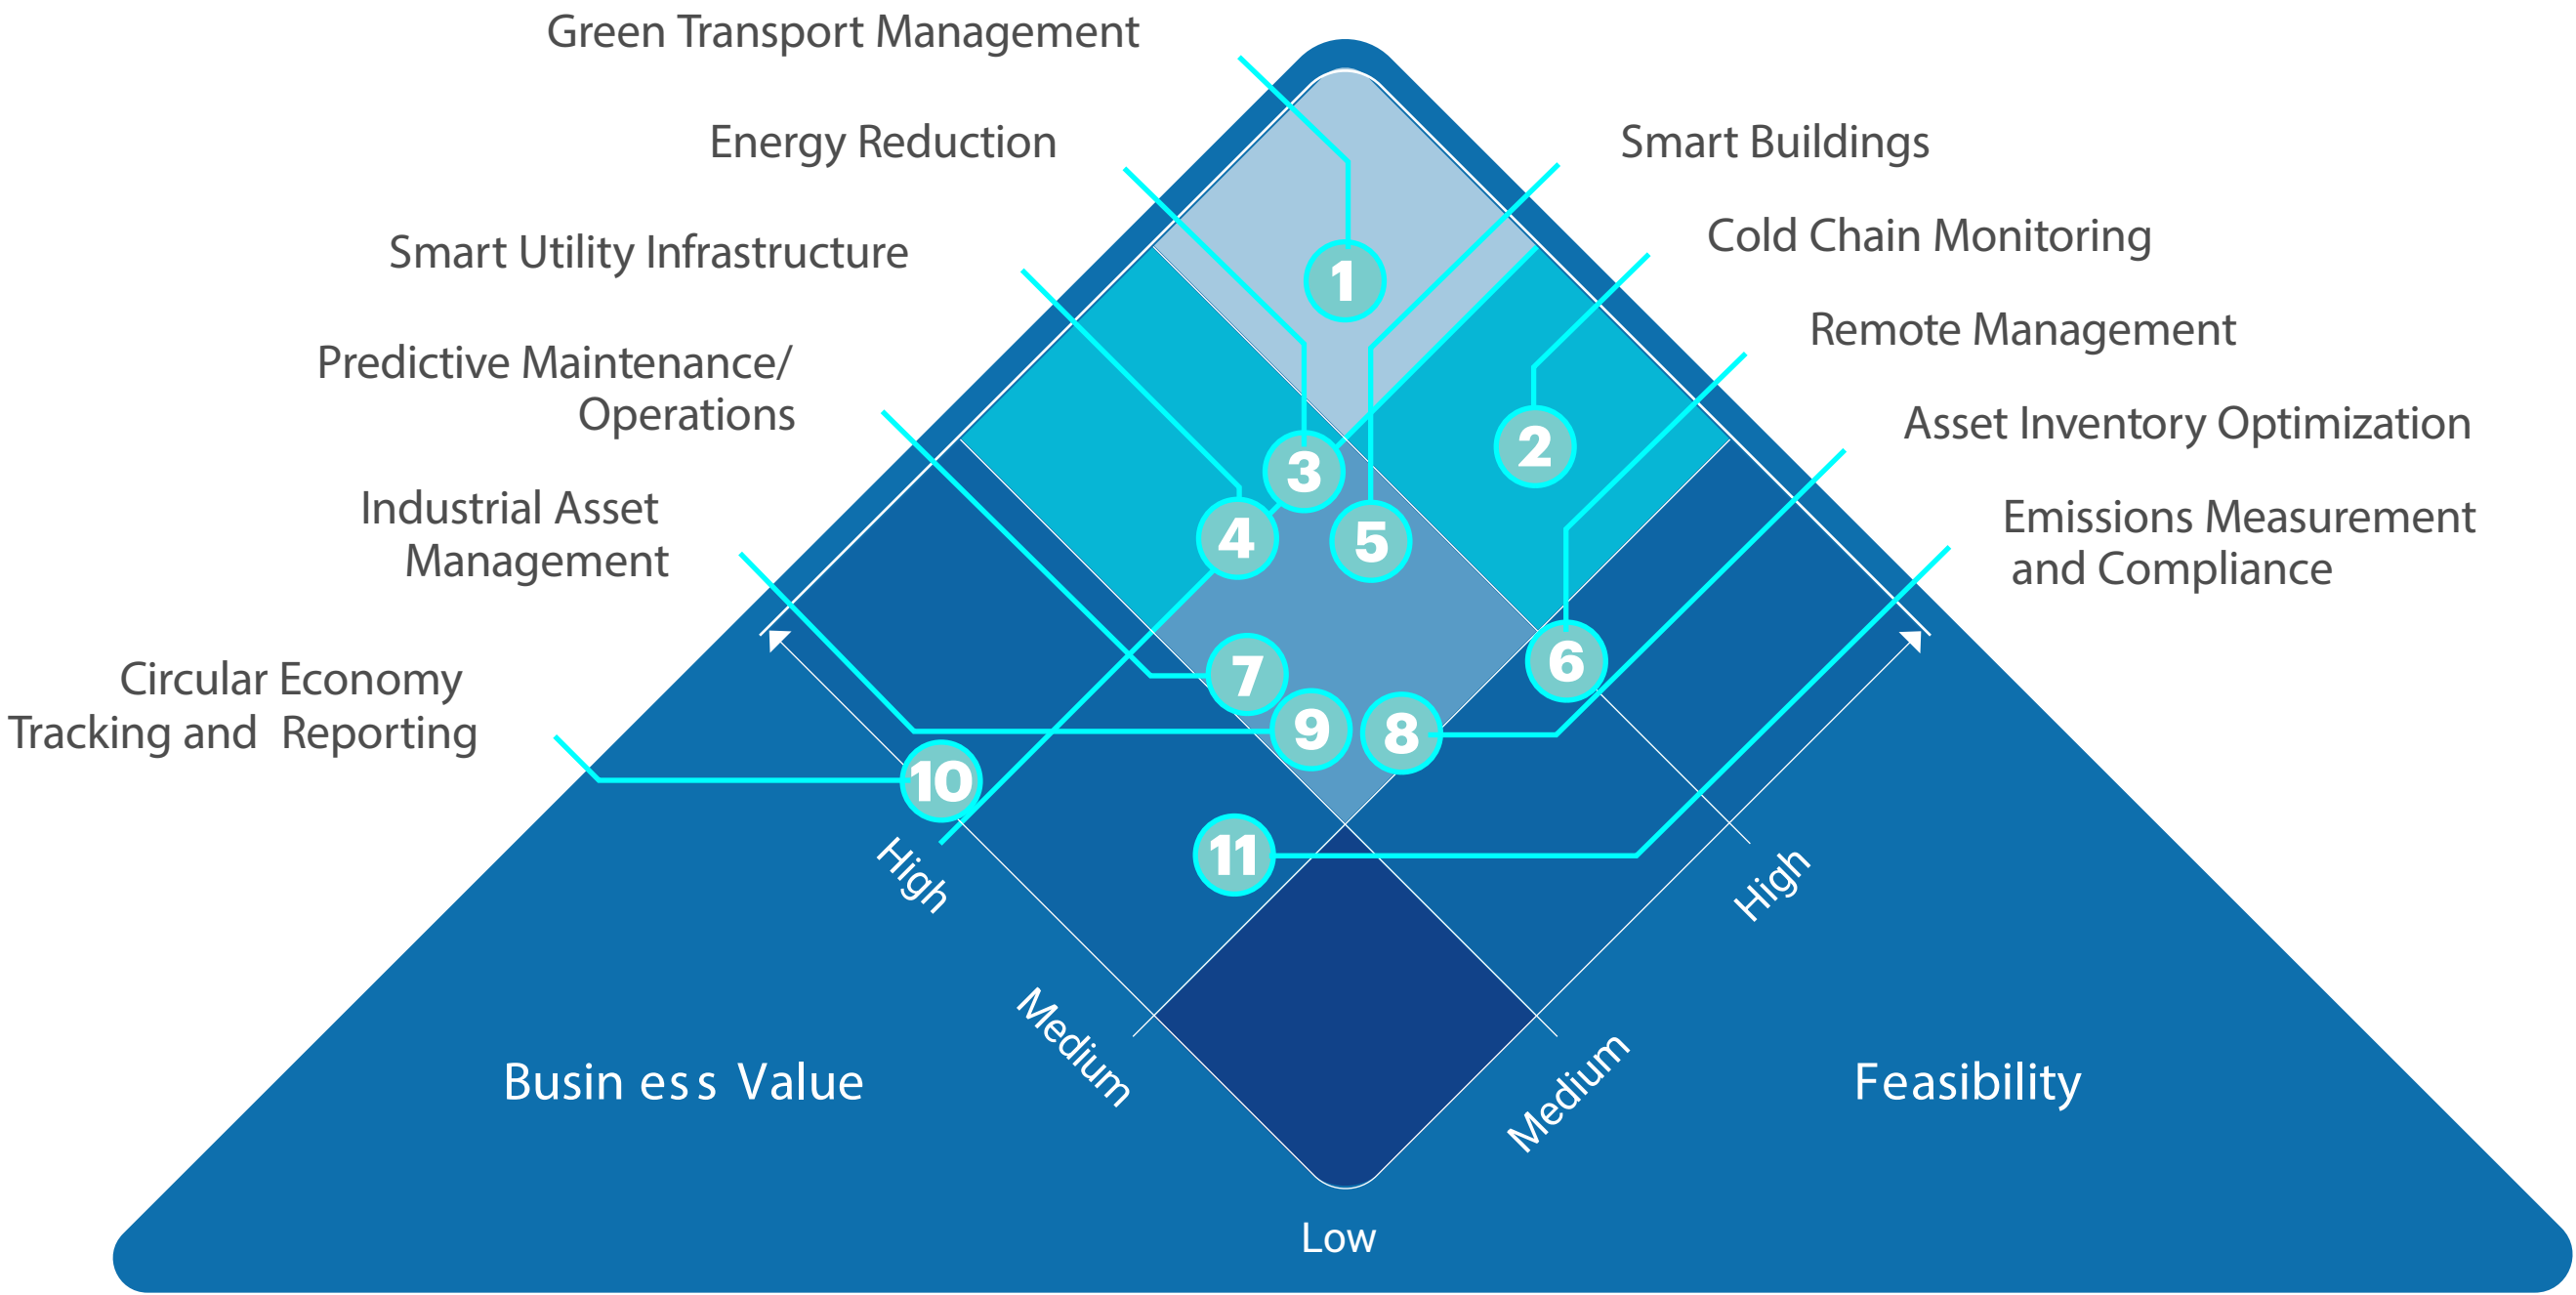 Green Transport Management
Energy Reduction
Smart Buildings
Smart Utility Infrastructure
Cold Chain Monitoring
Predictive Maintenance/
Operations
Remote Management
Industrial Asset
Management
Asset Inventory Optimization
Emissions Measurement
and Compliance
Circular Economy
Tracking and Reporting
1
2
3
4
5
6
7
8
9
10
11
High
High
Medium
Medium
Business Value
Feasibility
Low